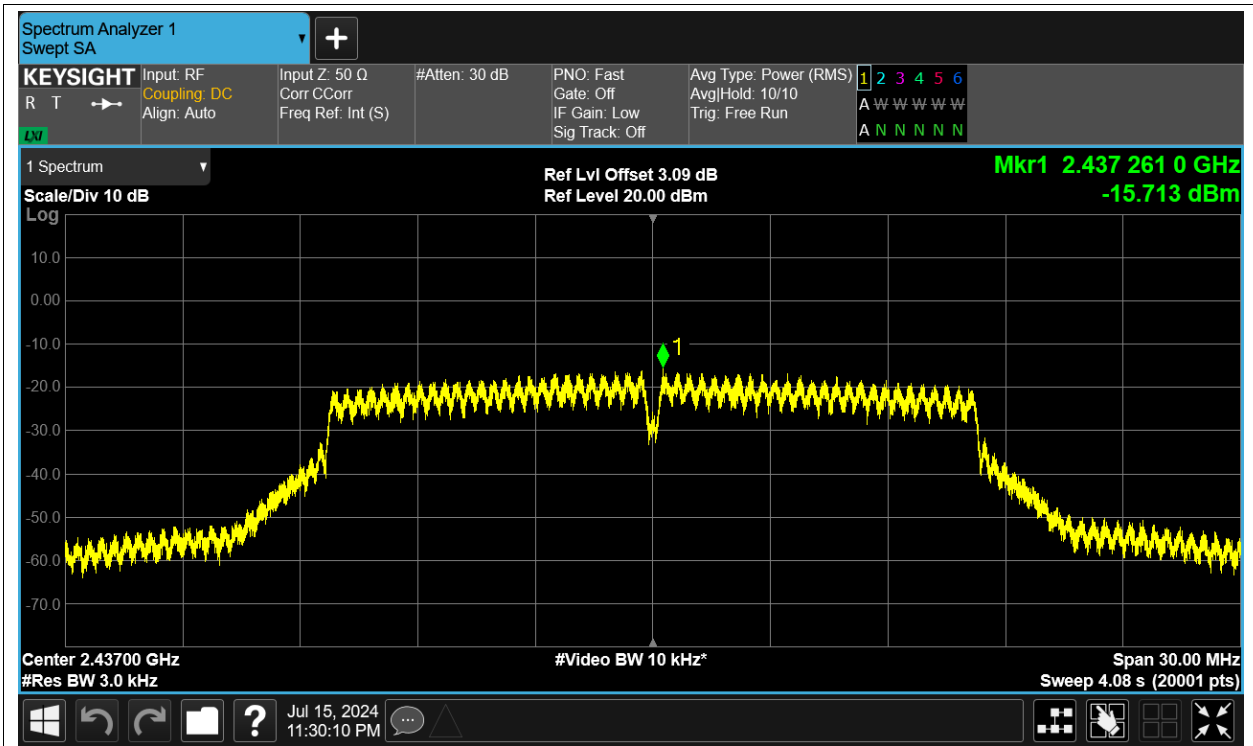 Spectrum Analyzer 1
Swept SA
KEYSIGHT
R T
LXI
Input: RF
Coupling: DC
Align: Auto
Input Z: 50 Ω
Corr CCorr
Freq Ref: Int (S)
#Atten: 30 dB
PNO: Fast
Gate: Off
IF Gain: Low
Sig Track: Off
Avg Type: Power (RMS)
Avg|Hold: 10/10
Trig: Free Run
1 2 3 4 5 6
A W W W W W
A N N N N N
1 Spectrum
Scale/Div 10 dB
Log
Ref Lvl Offset 3.09 dB
Ref Level 20.00 dBm
Mkr1 2.437 261 0 GHz
-15.713 dBm
10.0
0.00
-10.0
1
-20.0
-30.0
-40.0
-50.0
-60.0
-70.0
Center 2.43700 GHz
#Res BW 3.0 kHz
#Video BW 10 kHz*
Span 30.00 MHz
Sweep 4.08 s (20001 pts)
?
Jul 15, 2024
11:30:10 PM